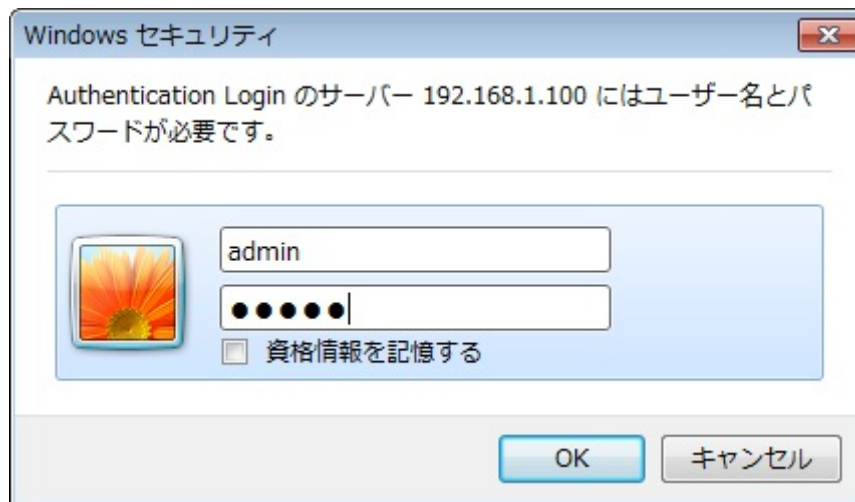 Windows セキュリティ
Authentication Login のサーバー 192.168.1.100 にはユーザー名とパ
スワードが必要です。
admin
●●●●●
資格情報を記憶する
OK
キャンセル